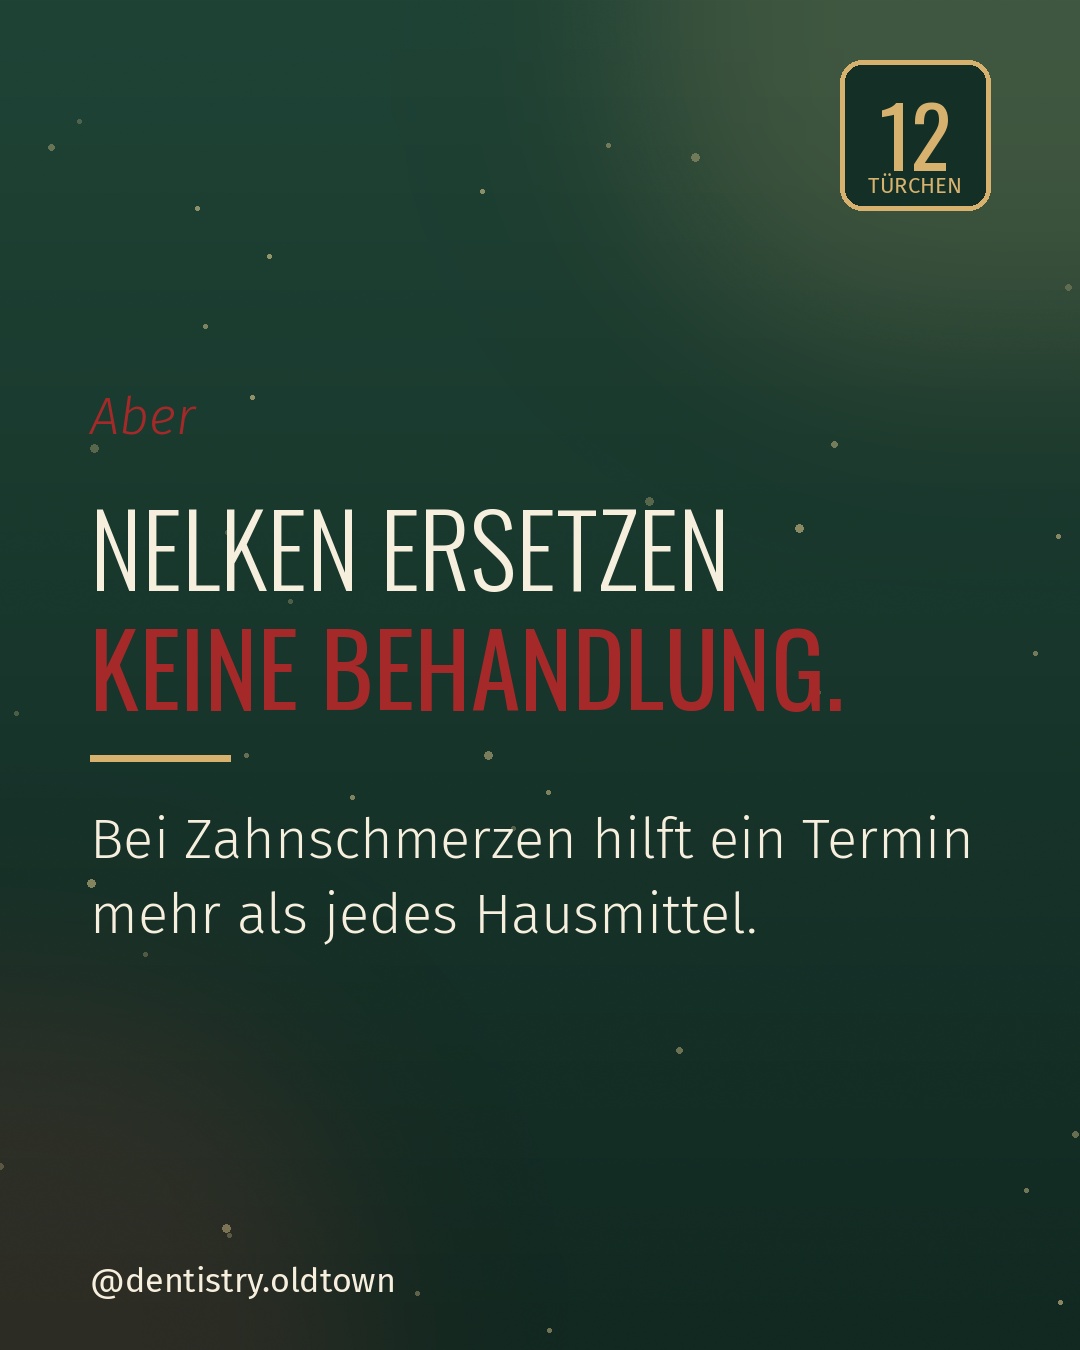 12
TÜRCHEN
Aber
NELKEN ERSETZEN
KEINE BEHANDLUNG.
Bei Zahnschmerzen hilft ein Termin
mehr als jedes Hausmittel.
@dentistry.oldtown